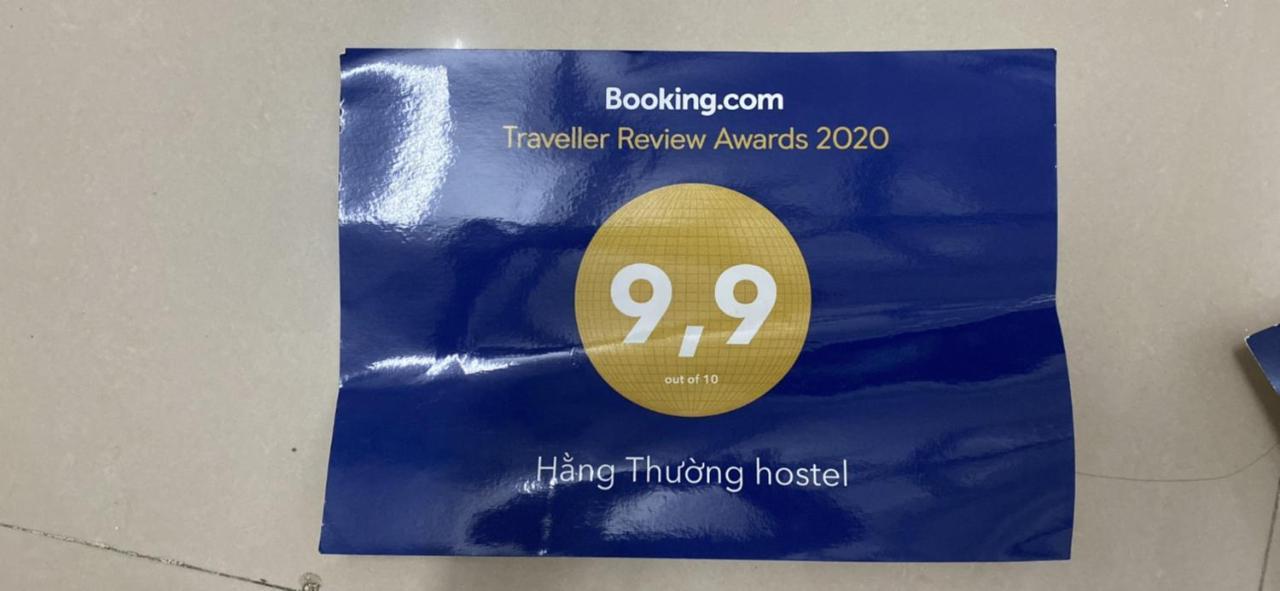 Booking.com
Traveller Review Awards 2020
9,9
out of 10
Hằng Thường hostel